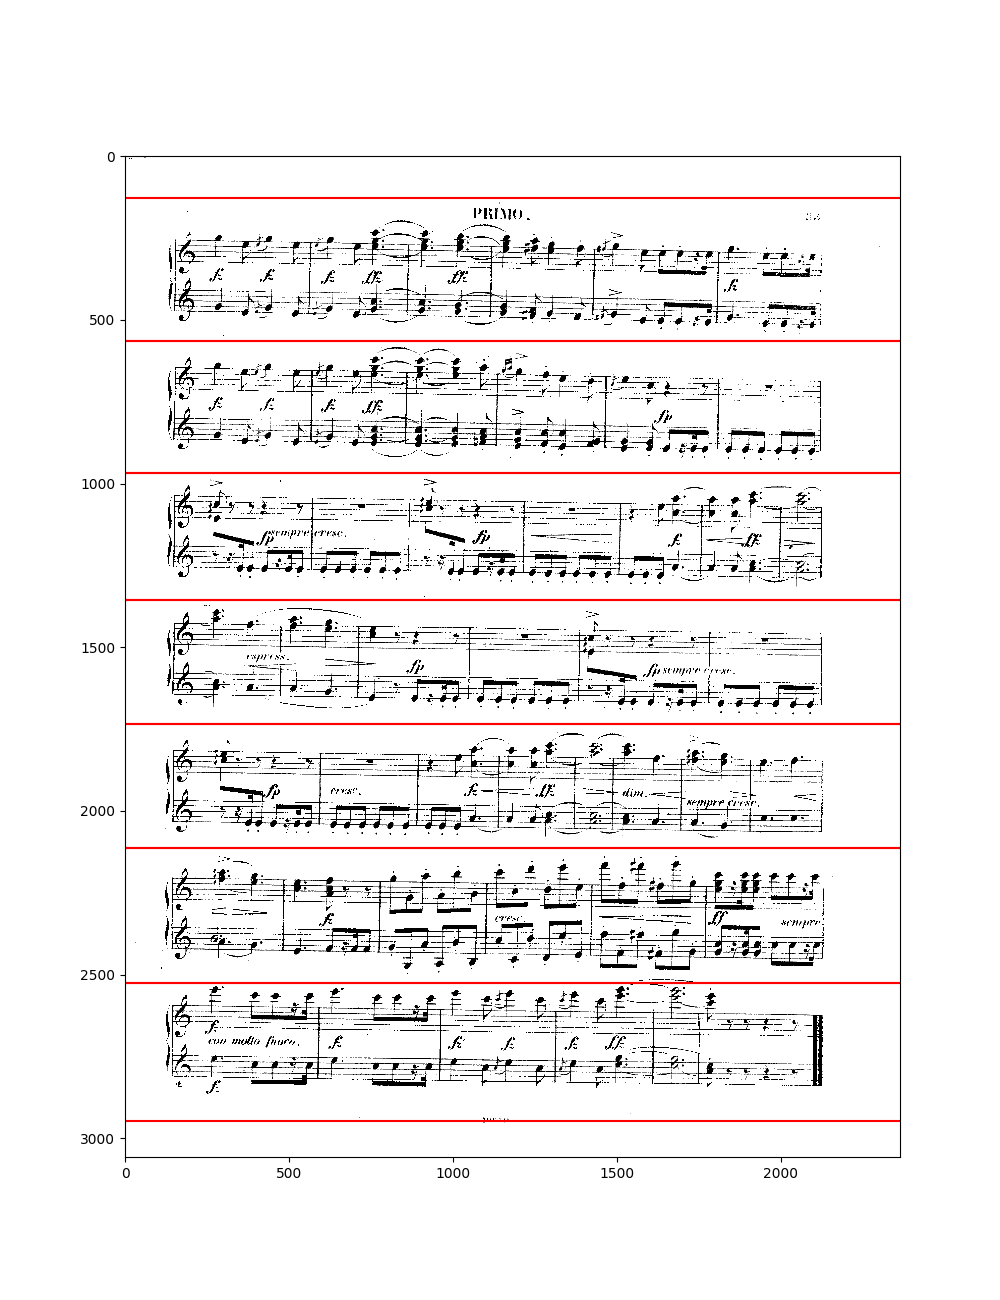 0
PRIMO.
fz fz fz ffz ffz fz
500
fz fz fz ffz fp
1000
fp sempre cresc. fp fz ffz
1500
espress. fp fp sempre cresc.
fp cresc. fz ffz dim. sempre cresc.
2000
fz cresc. ff sempre
2500
fz con molto fuoco. fz fz fz fz ffz
fz
3000
0 500 1000 1500 2000